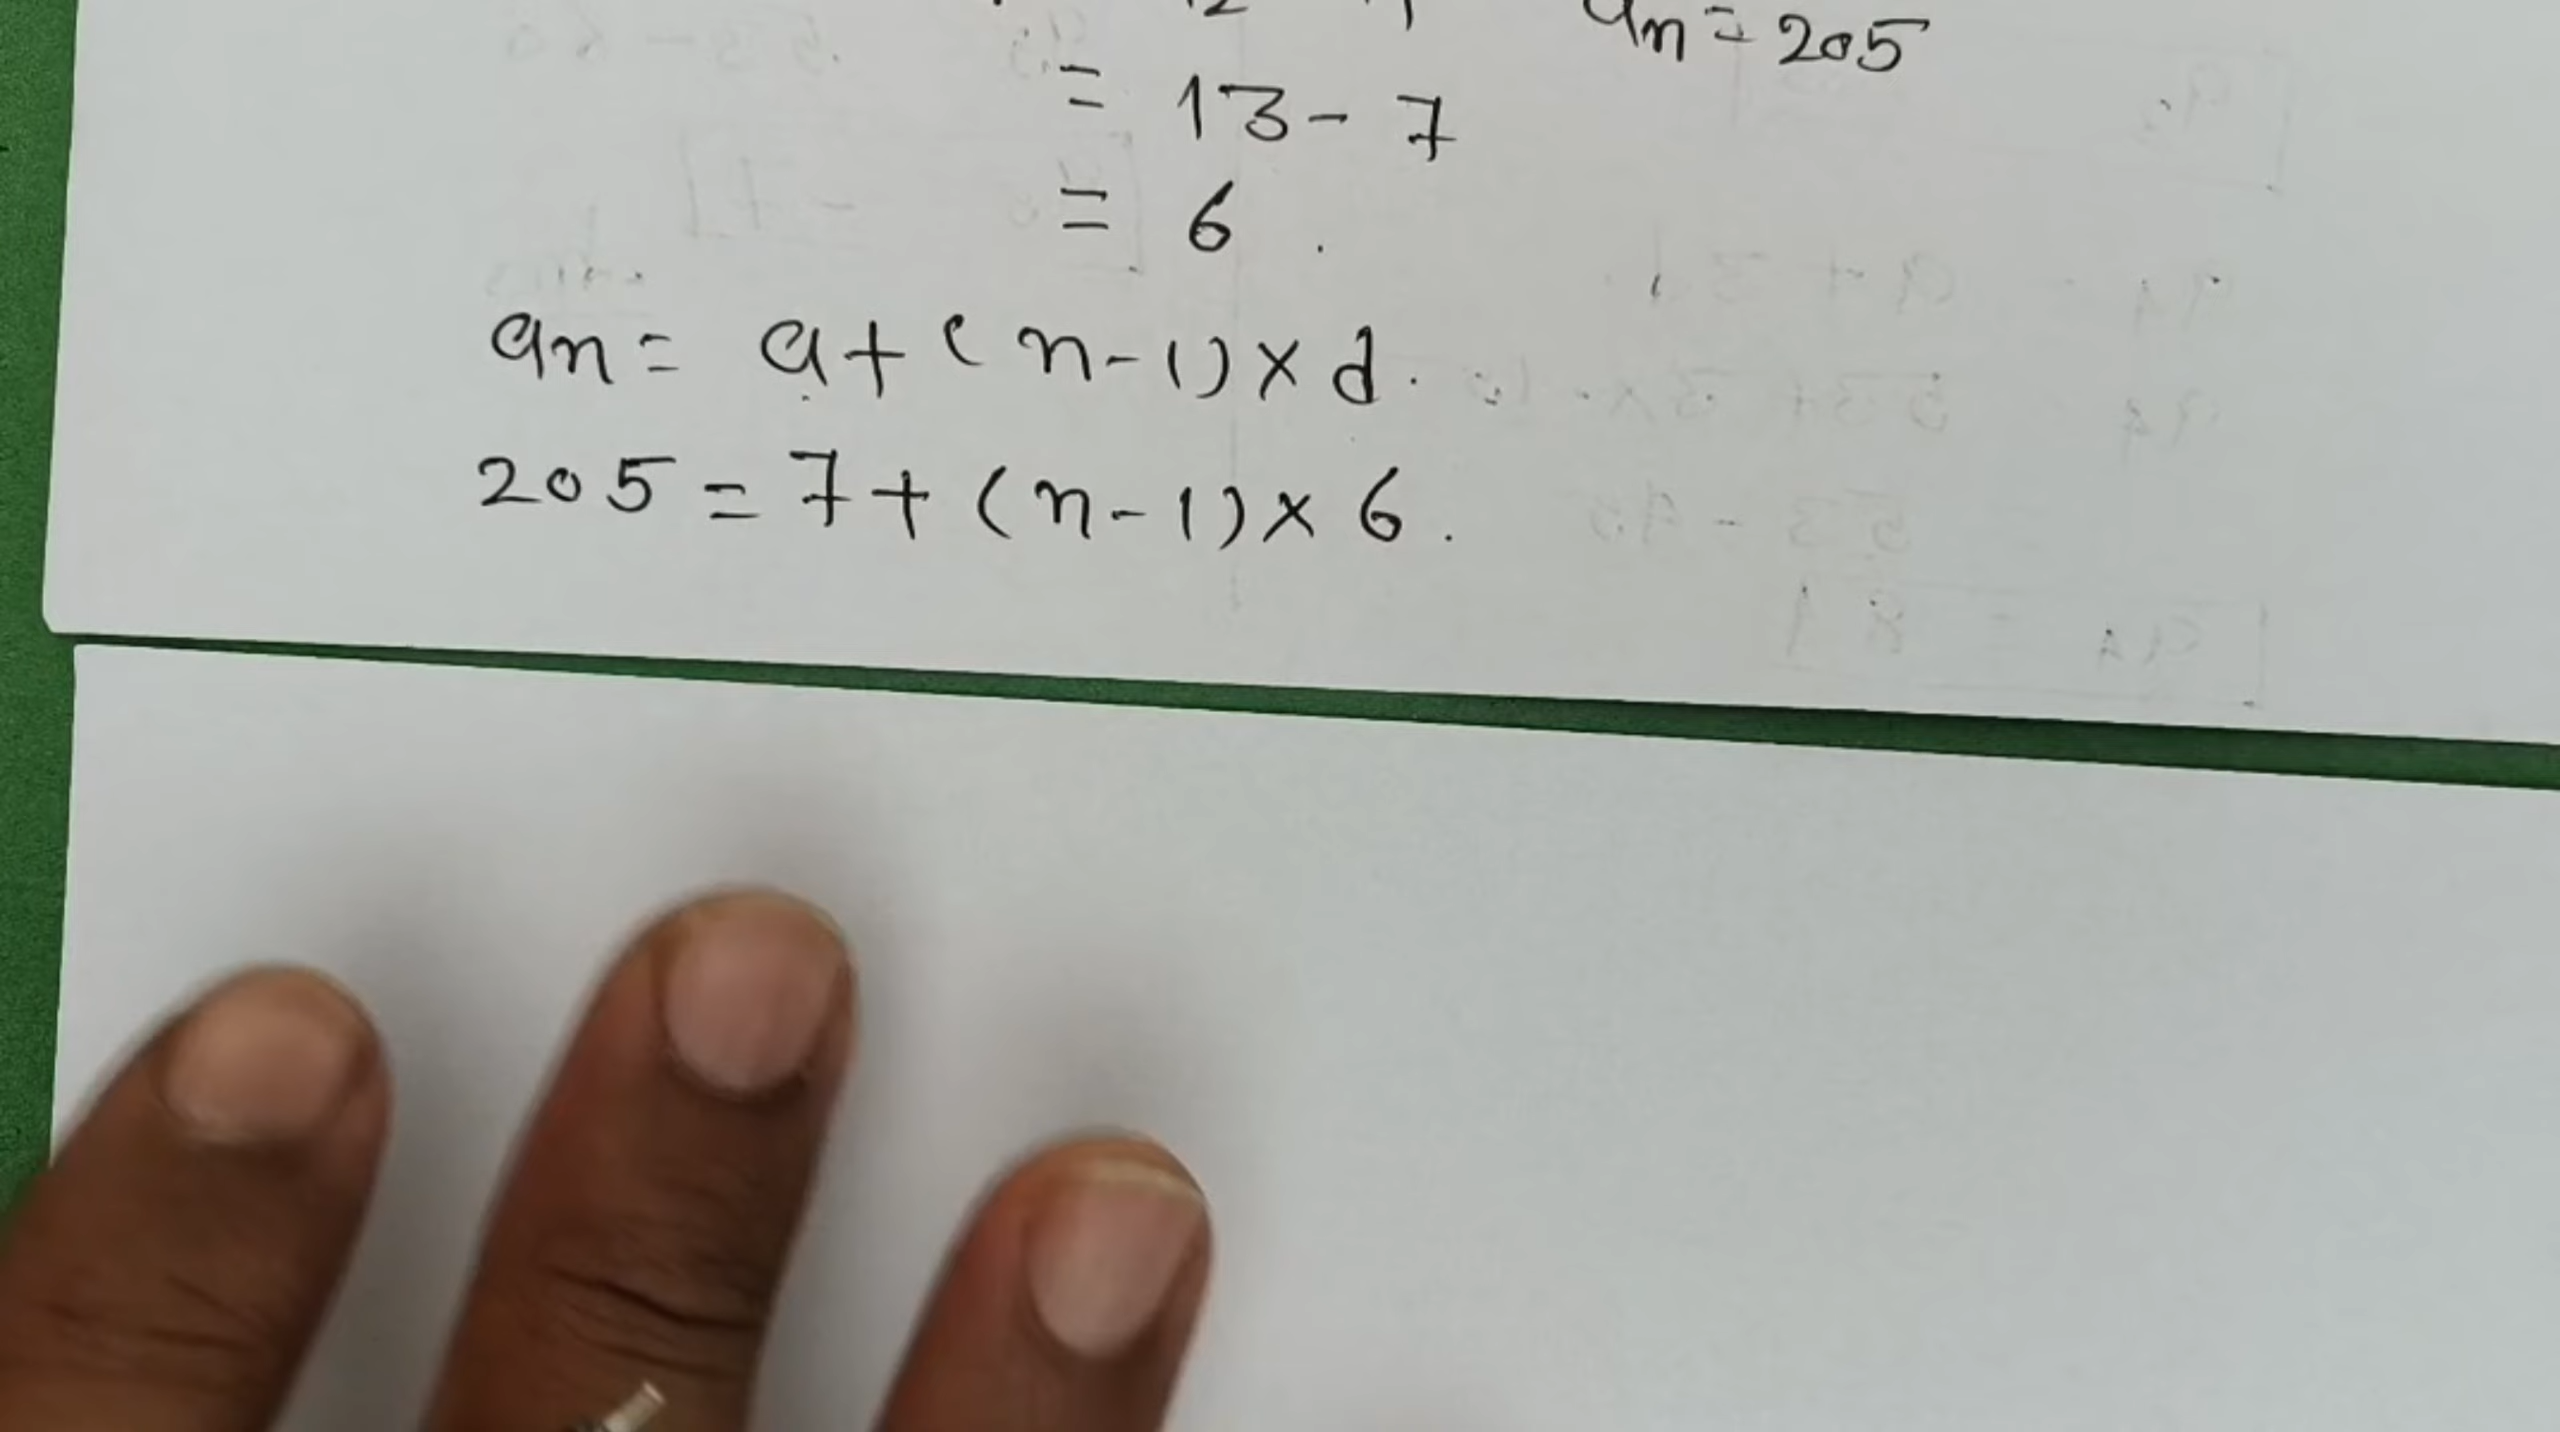 an = 205
= 13 - 7
= 6 .
an = a + (n - 1) × d .
205 = 7 + (n - 1) × 6 .